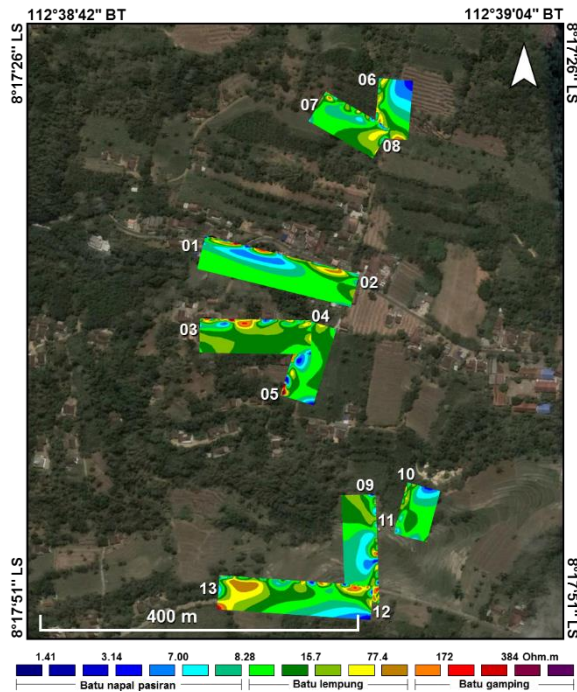 112°38'42" BT 112°39'04" BT
8°17'26" LS 8°17'26" LS
06
07
08
01
02
04
03
05
10
09
11
13
12
8°17'51" LS 8°17'51" LS
400 m
1.41 3.14 7.00 8.28 15.7 77.4 172 384 Ohm.m
Batu napal pasiran Batu lempung Batu gamping